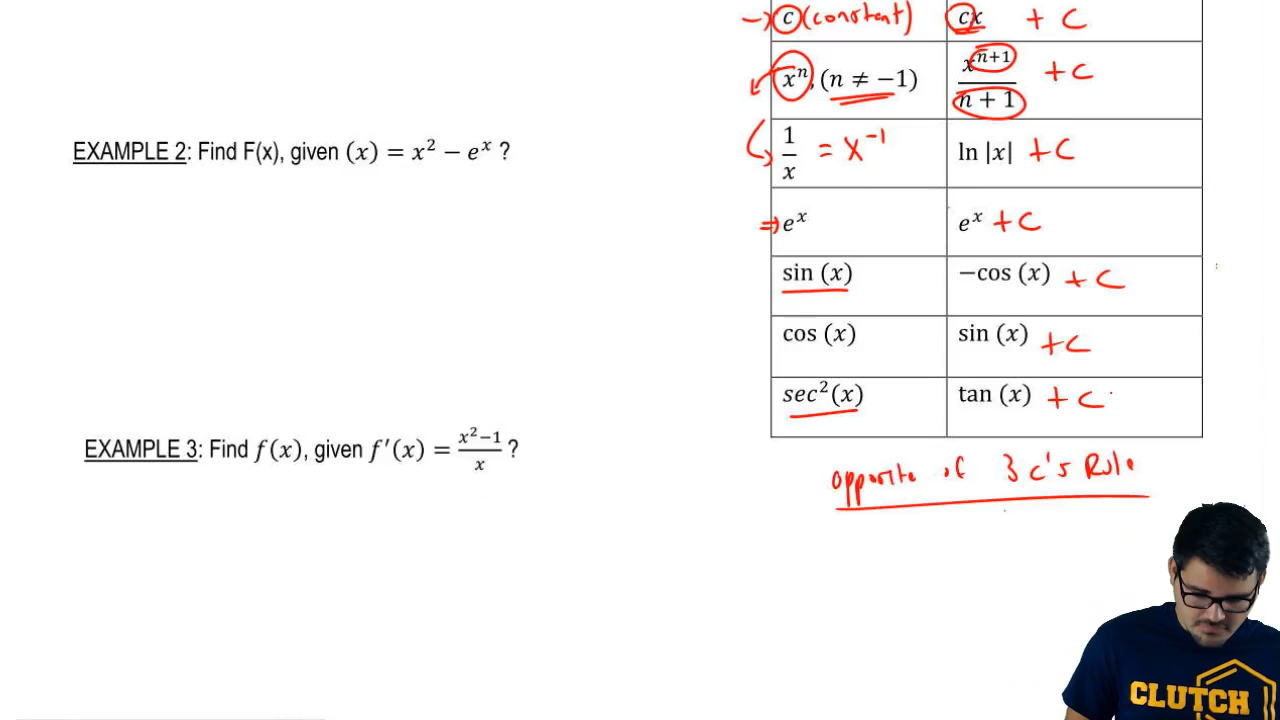 → c (constant) cx + C
xⁿ, (n ≠ −1) xⁿ⁺¹/n + 1 + C
1/x = x⁻¹ ln |x| + C
⇒ eˣ eˣ + C
sin (x) −cos (x) + C
cos (x) sin (x) + C
sec²(x) tan (x) + C
opposite of 3 c's Rule
EXAMPLE 2: Find F(x), given (x) = x² − eˣ ?
EXAMPLE 3: Find f(x), given f′(x) = x²−1/x ?
CLUTCH